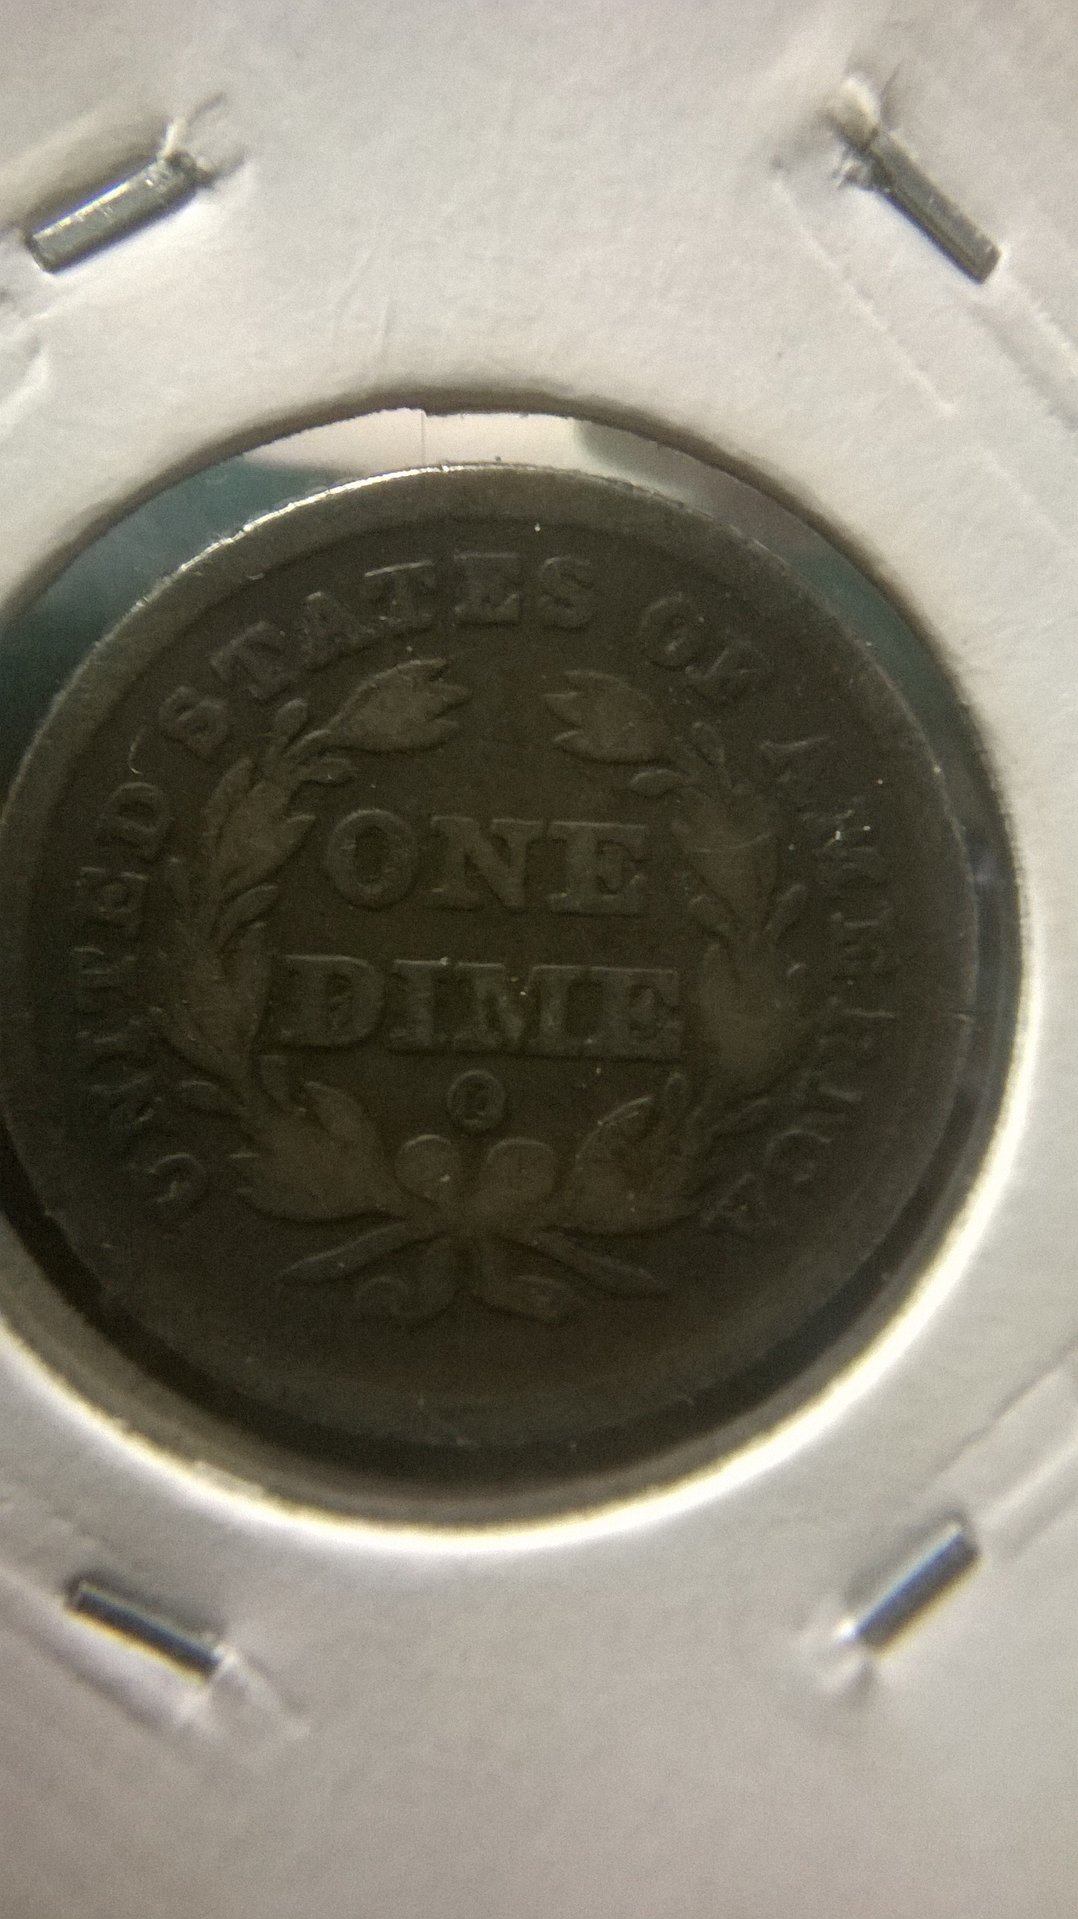 UNITED STATES OF AMERICA
ONE
DIME
O